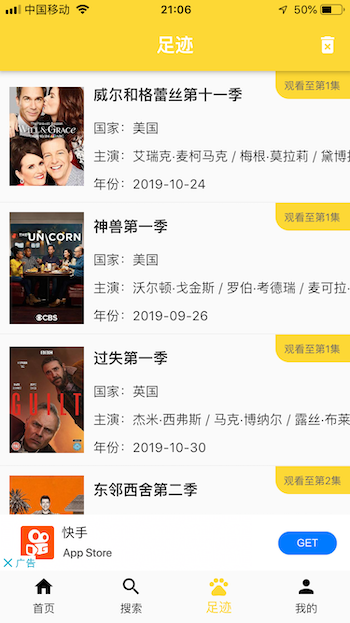 中国移动 21:06 50%
足迹
观看至第1集
威尔和格蕾丝第十一季
国家：美国
主演：艾瑞克·麦柯马克 / 梅根·莫拉莉 / 黛博拉
年份：2019-10-24
WILL & GRACE
观看至第1集
神兽第一季
国家：美国
主演：沃尔顿·戈金斯 / 罗伯·考德瑞 / 麦可拉·
年份：2019-09-26
THE UNICORN
CBS
观看至第1集
过失第一季
国家：英国
主演：杰米·西弗斯 / 马克·博纳尔 / 露丝·布莱
年份：2019-10-30
BBC
GUILT
观看至第2集
东邻西舍第二季
快手
App Store
GET
广告
首页
搜索
足迹
我的